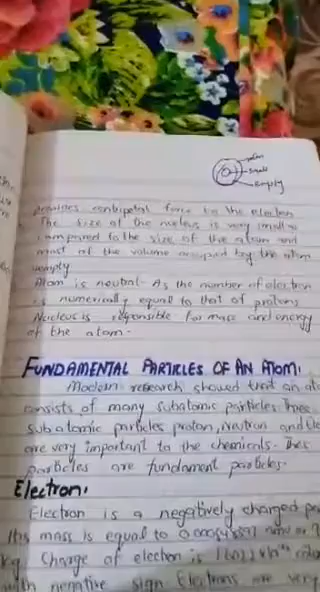 small
Empty
provides centripetal force to the electron
The size of the nucleus is very small as
compared to the size of the atom and
most of the volume occupied by the atom
is empty
Atom is neutral. As the number of electron
is numerically equal to that of protons
Nucleus is responsible for mass and energy
of the atom.
FUNDAMENTAL PARTICLES OF AN ATOM.
Modern research showed that an
consists of many subatomic particles. These
subatomic particles proton, Neutron and
are very important to the chemicals. These
particles are fundament particles.
Electron.
Electron is a negatively charged
Its mass is equal to
kg. Charge of electron is
with negative sign. Electrons are very